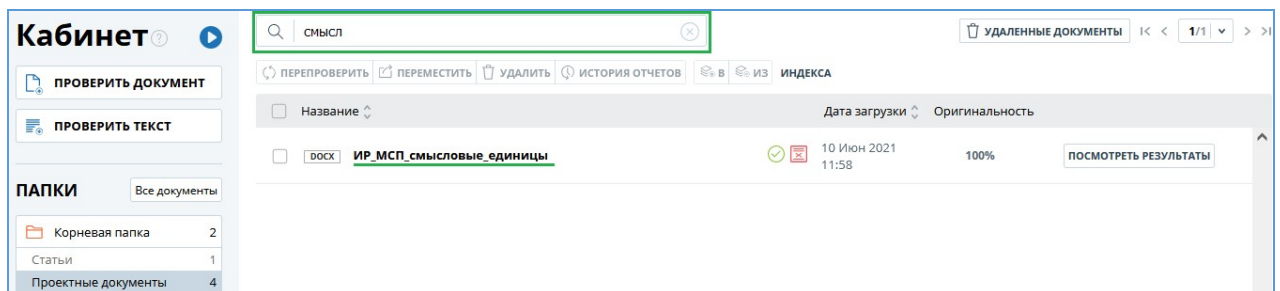 Кабинет ?
ПРОВЕРИТЬ ДОКУМЕНТ
ПРОВЕРИТЬ ТЕКСТ
ПАПКИ Все документы
Корневая папка 2
Статьи 1
Проектные документы 4
смысл
УДАЛЕННЫЕ ДОКУМЕНТЫ 1/1
ПЕРЕПРОВЕРИТЬ ПЕРЕМЕСТИТЬ УДАЛИТЬ ИСТОРИЯ ОТЧЕТОВ В ИЗ ИНДЕКСА
Название Дата загрузки Оригинальность
DOCX ИР_МСП_смысловые_единицы 10 Июн 2021 100% ПОСМОТРЕТЬ РЕЗУЛЬТАТЫ
11:58